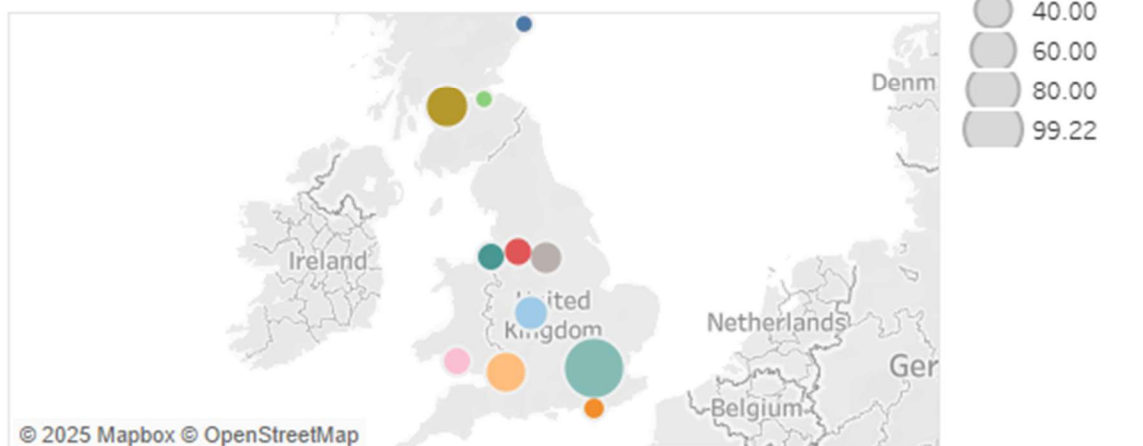 40.00
60.00
80.00
99.22
Denm
Ireland
United
Kingdom
Netherlands
Ger
Belgium
© 2025 Mapbox © OpenStreetMap